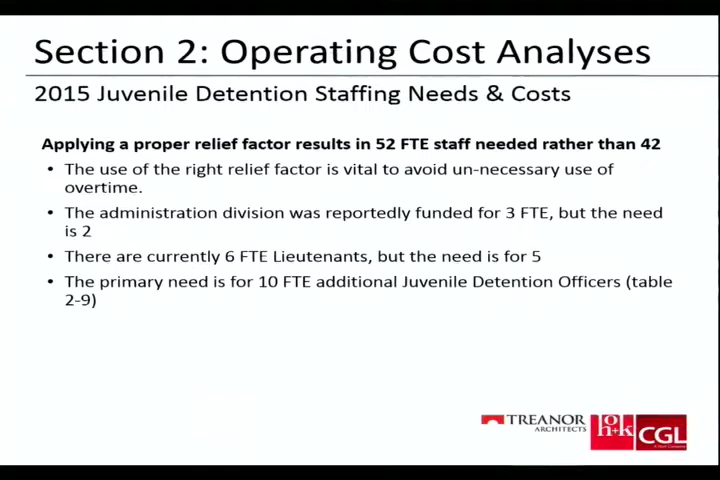 Section 2: Operating Cost Analyses
2015 Juvenile Detention Staffing Needs & Costs
Applying a proper relief factor results in 52 FTE staff needed rather than 42
• The use of the right relief factor is vital to avoid un-necessary use of
overtime.
• The administration division was reportedly funded for 3 FTE, but the need
is 2
• There are currently 6 FTE Lieutenants, but the need is for 5
• The primary need is for 10 FTE additional Juvenile Detention Officers (table
2-9)
TREANOR
ARCHITECTS
ho+k
CGL